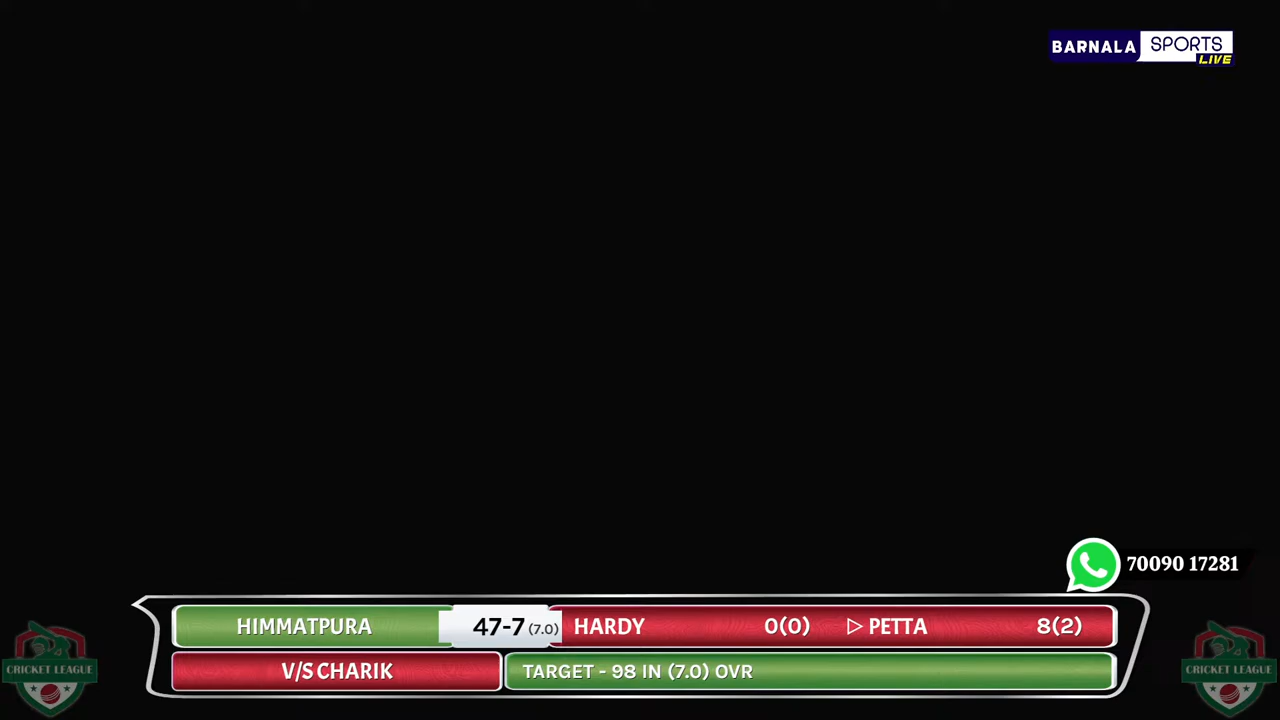 BARNALA SPORTS
LIVE
70090 17281
HIMMATPURA 47-7 (7.0) HARDY 0(0) ▷ PETTA 8(2)
V/S CHARIK TARGET - 98 IN (7.0) OVR
CRICKET LEAGUE
CRICKET LEAGUE